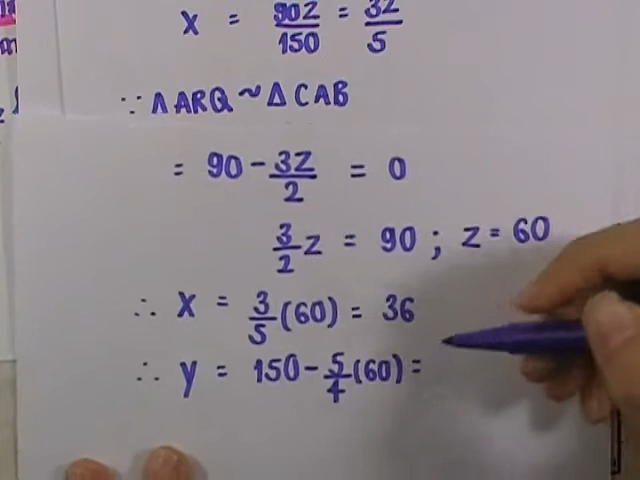 x = 90z/150 = 3z/5
∵ ΔARQ ~ ΔCAB
= 90 - 3z/2 = 0
3/2 z = 90 ; z = 60
∴ x = 3/5 (60) = 36
∴ y = 150 - 5/4 (60) =